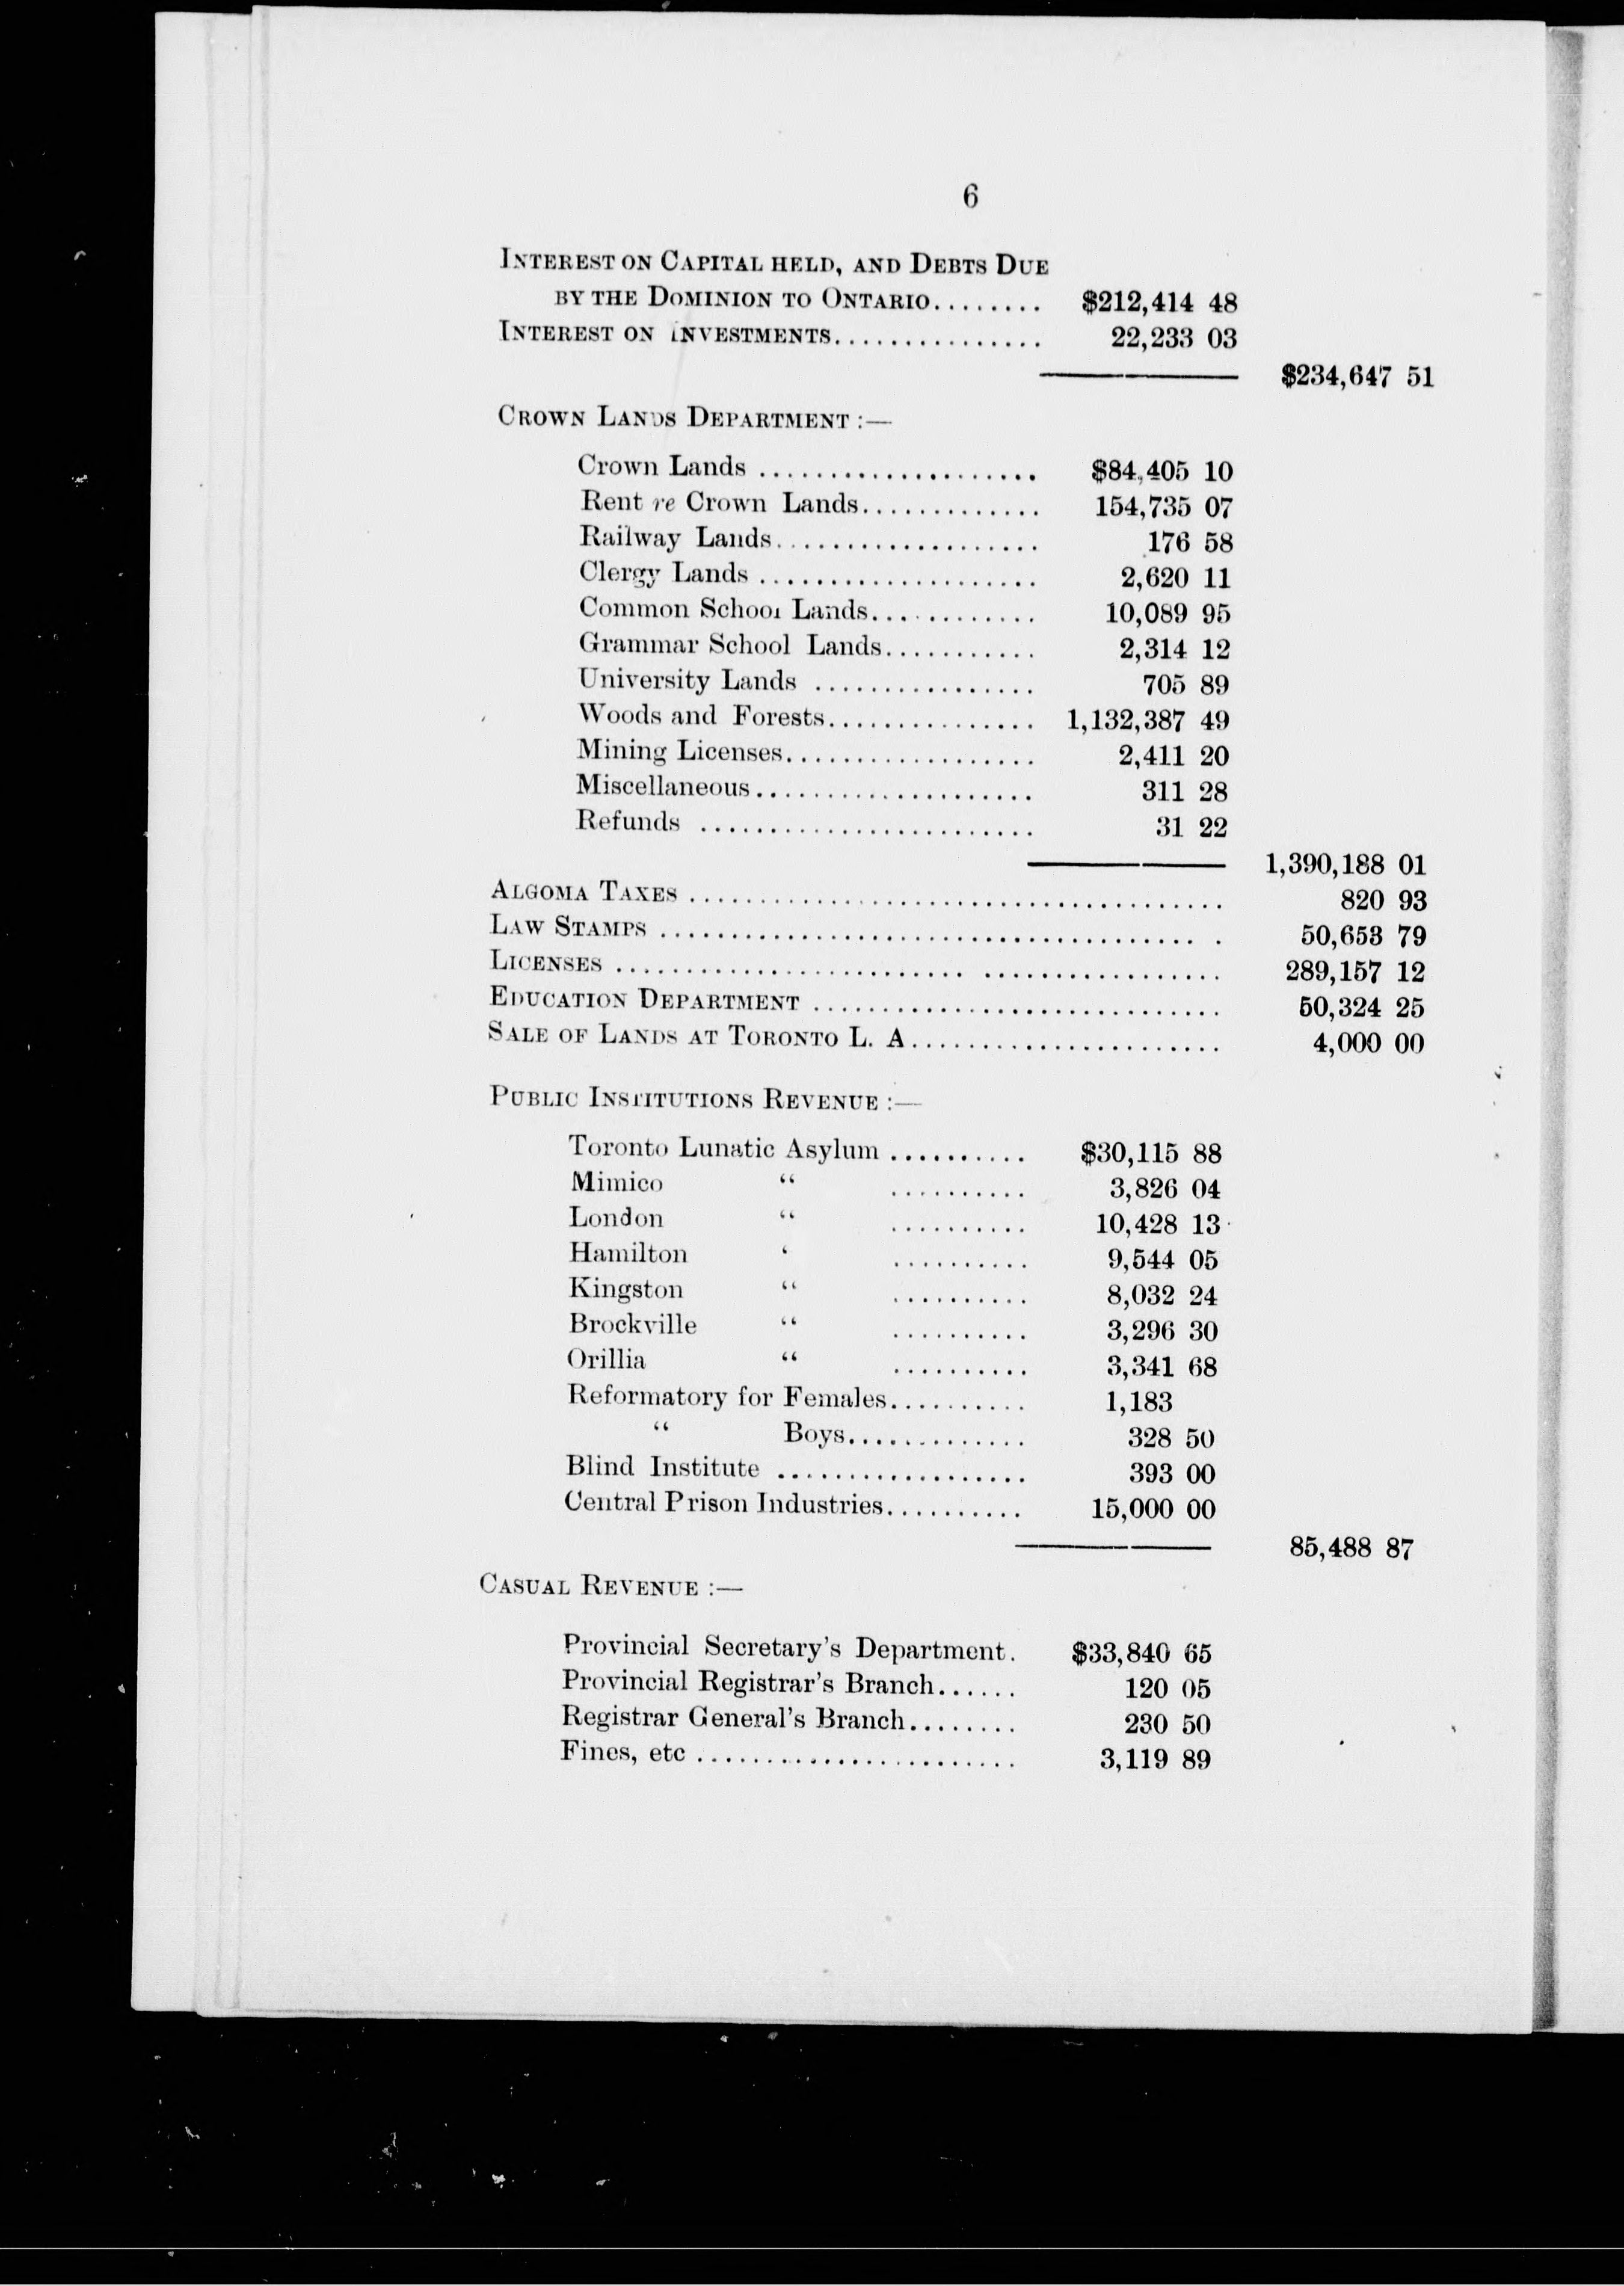 6
INTEREST ON CAPITAL HELD, AND DEBTS DUE
BY THE DOMINION TO ONTARIO........ $212,414 48
INTEREST ON INVESTMENTS............... 22,233 03
$234,647 51
CROWN LANDS DEPARTMENT :—
Crown Lands .................... $84,405 10
Rent re Crown Lands............. 154,735 07
Railway Lands................... 176 58
Clergy Lands .................... 2,620 11
Common School Lands............ 10,089 95
Grammar School Lands........... 2,314 12
University Lands ................ 705 89
Woods and Forests............... 1,132,387 49
Mining Licenses.................. 2,411 20
Miscellaneous.................... 311 28
Refunds ........................ 31 22
1,390,188 01
ALGOMA TAXES ....................................... 820 93
LAW STAMPS ....................................... . 50,653 79
LICENSES ......................... ................. 289,157 12
EDUCATION DEPARTMENT .............................. 50,324 25
SALE OF LANDS AT TORONTO L. A....................... 4,000 00
PUBLIC INSTITUTIONS REVENUE :—
Toronto Lunatic Asylum .......... $30,115 88
Mimico “ .......... 3,826 04
London “ .......... 10,428 13
Hamilton ‘ .......... 9,544 05
Kingston “ .......... 8,032 24
Brockville “ .......... 3,296 30
Orillia “ .......... 3,341 68
Reformatory for Females.......... 1,183
“ Boys............. 328 50
Blind Institute .................. 393 00
Central Prison Industries.......... 15,000 00
85,488 87
CASUAL REVENUE :—
Provincial Secretary's Department. $33,840 65
Provincial Registrar's Branch...... 120 05
Registrar General's Branch........ 230 50
Fines, etc ....................... 3,119 89